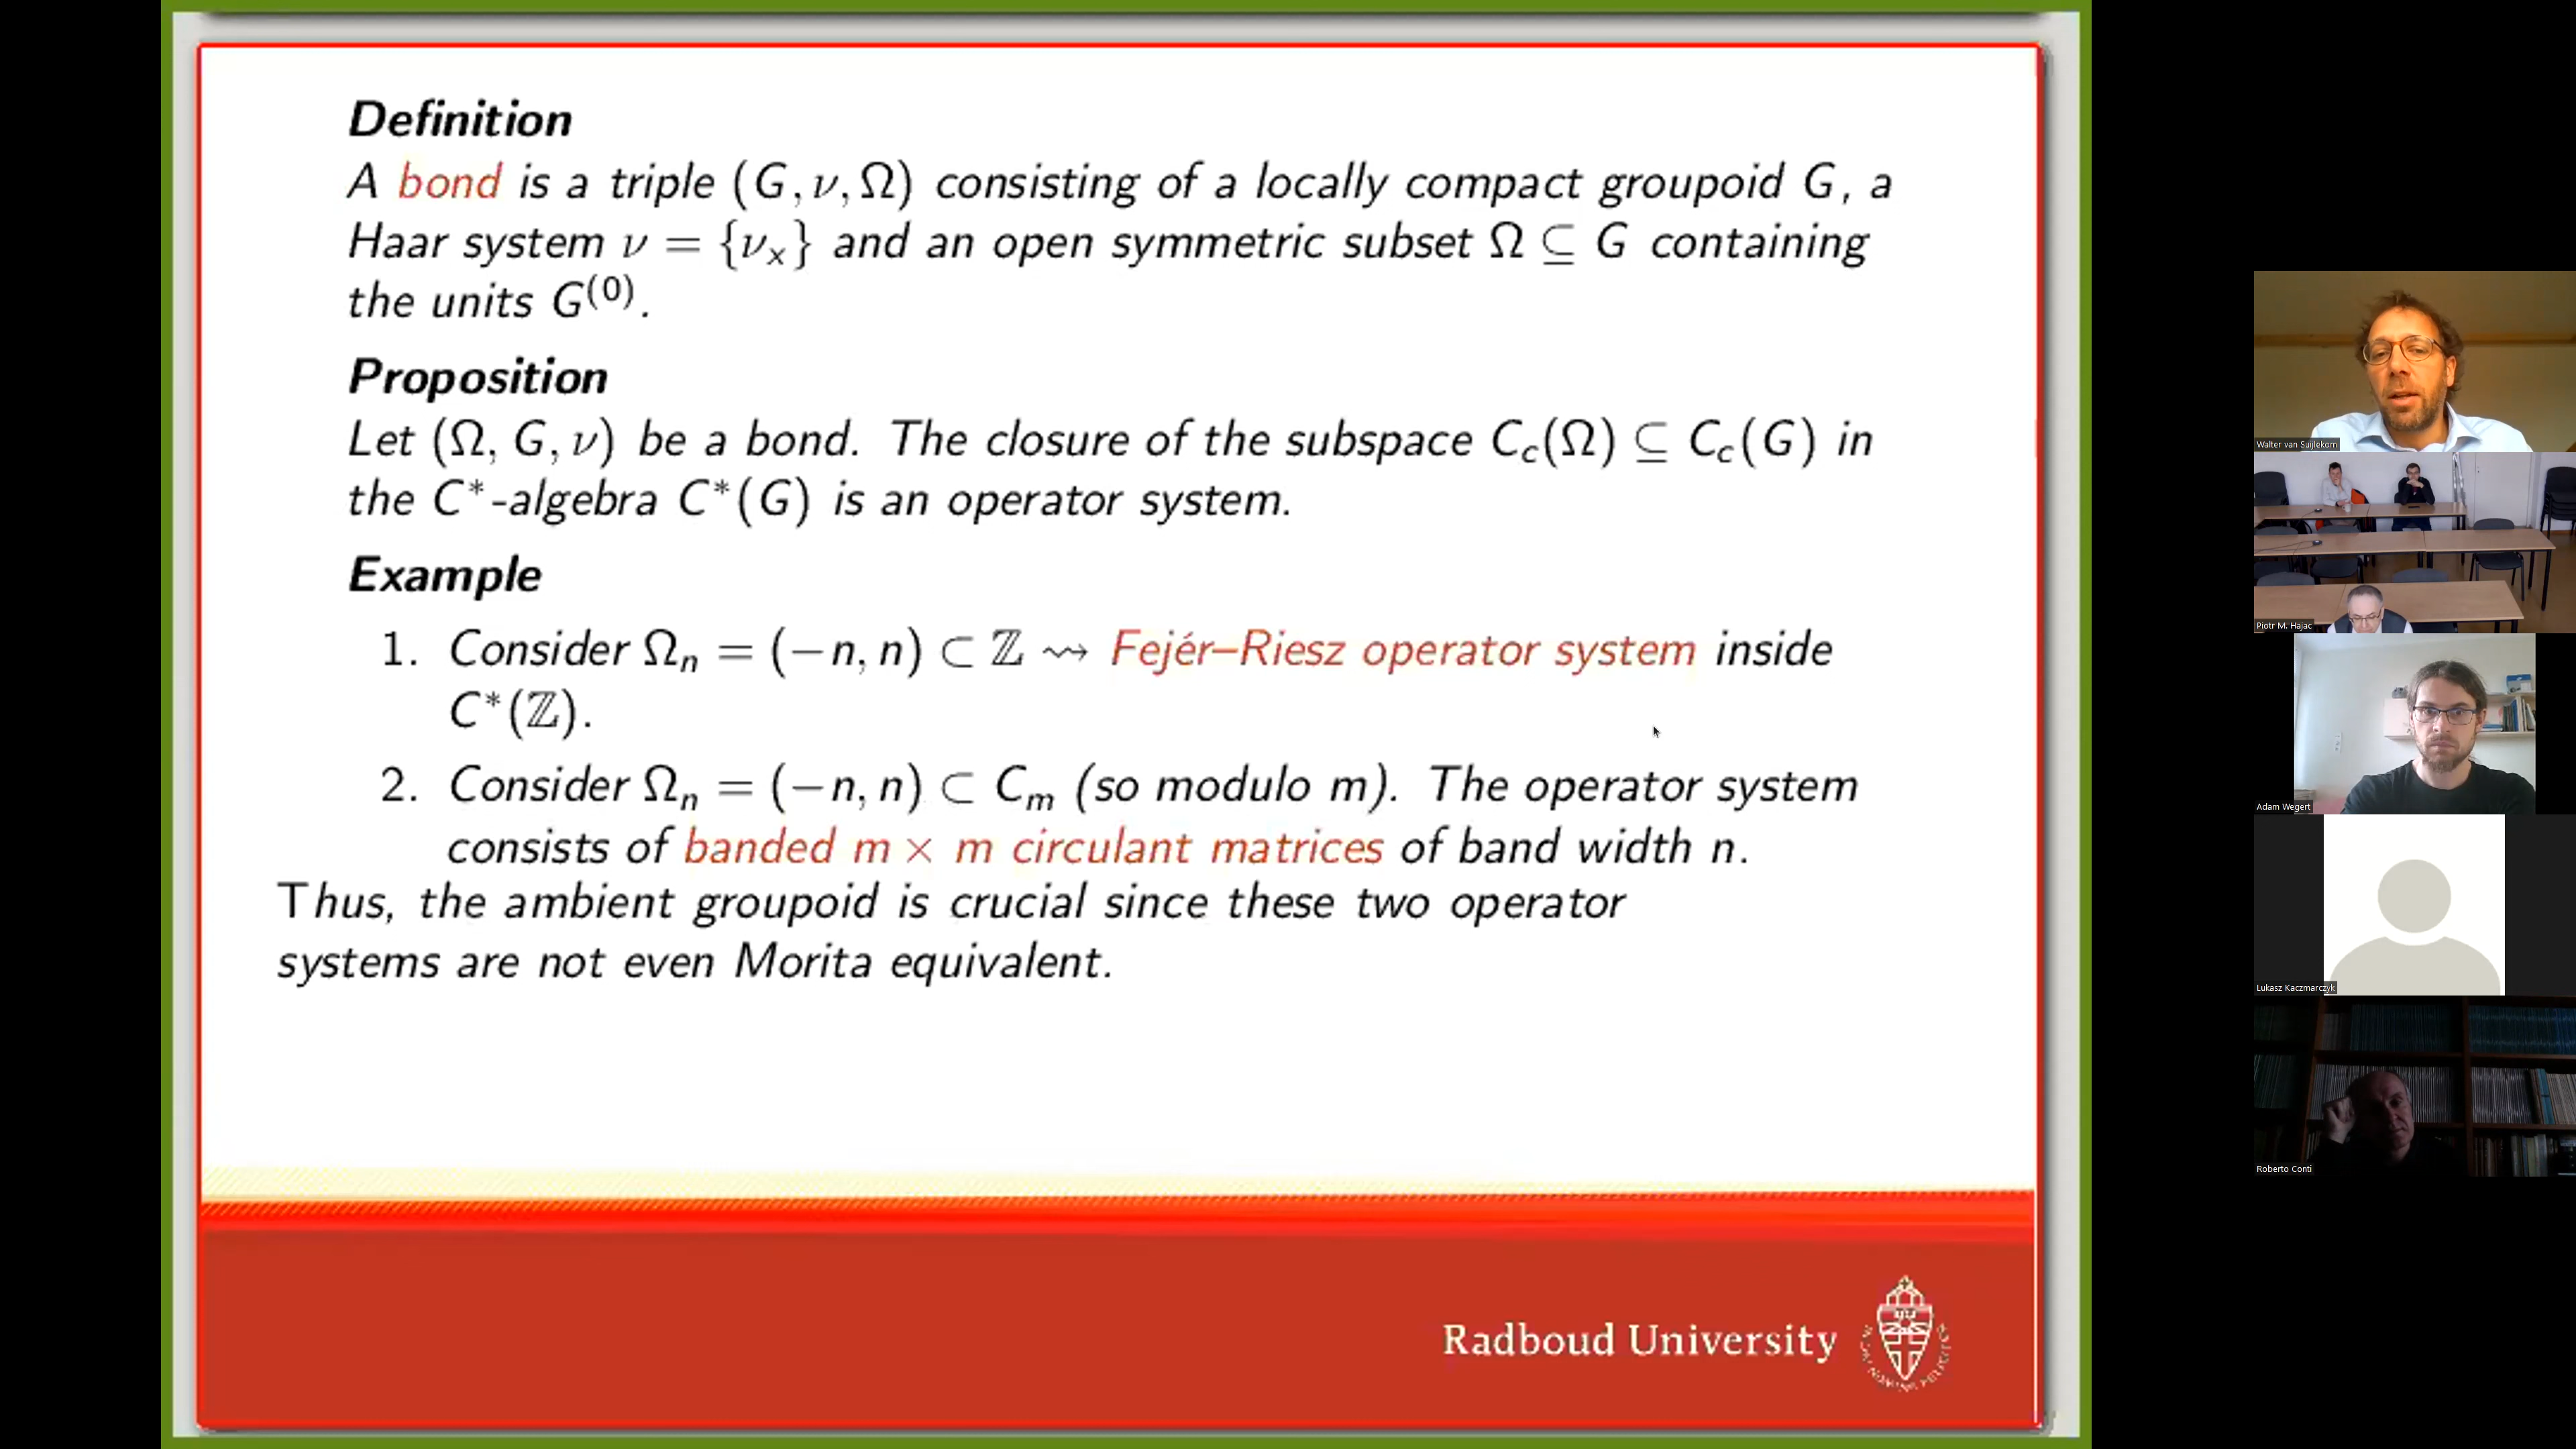 Definition
A bond is a triple (G, ν, Ω) consisting of a locally compact groupoid G, a
Haar system ν = {νₓ} and an open symmetric subset Ω ⊆ G containing
the units G⁽⁰⁾.
Proposition
Let (Ω, G, ν) be a bond. The closure of the subspace C_c(Ω) ⊆ C_c(G) in
the C*-algebra C*(G) is an operator system.
Example
1. Consider Ωₙ = (−n, n) ⊂ ℤ ⇝ Fejér–Riesz operator system inside
C*(ℤ).
2. Consider Ωₙ = (−n, n) ⊂ Cₘ (so modulo m). The operator system
consists of banded m × m circulant matrices of band width n.
Thus, the ambient groupoid is crucial since these two operator
systems are not even Morita equivalent.
Radboud University
Walter van Suijlekom
Piotr M. Hajac
Adam Wegert
Lukasz Kaczmarczyk
Roberto Conti